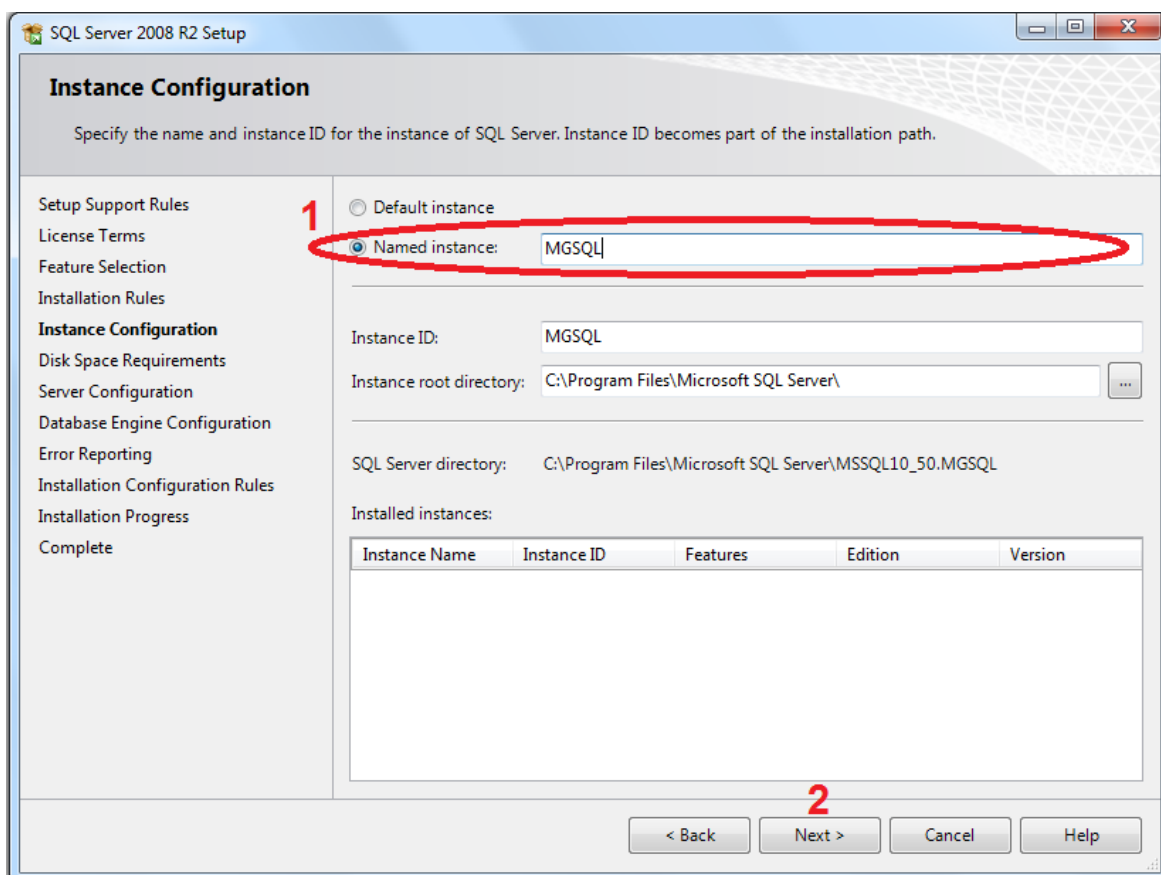 SQL Server 2008 R2 Setup
Instance Configuration
Specify the name and instance ID for the instance of SQL Server. Instance ID becomes part of the installation path.
Setup Support Rules
License Terms
Feature Selection
Installation Rules
Instance Configuration
Disk Space Requirements
Server Configuration
Database Engine Configuration
Error Reporting
Installation Configuration Rules
Installation Progress
Complete
1
Default instance
Named instance: MGSQL
Instance ID: MGSQL
Instance root directory: C:\Program Files\Microsoft SQL Server\ ...
SQL Server directory: C:\Program Files\Microsoft SQL Server\MSSQL10_50.MGSQL
Installed instances:
Instance Name Instance ID Features Edition Version
2
< Back Next > Cancel Help